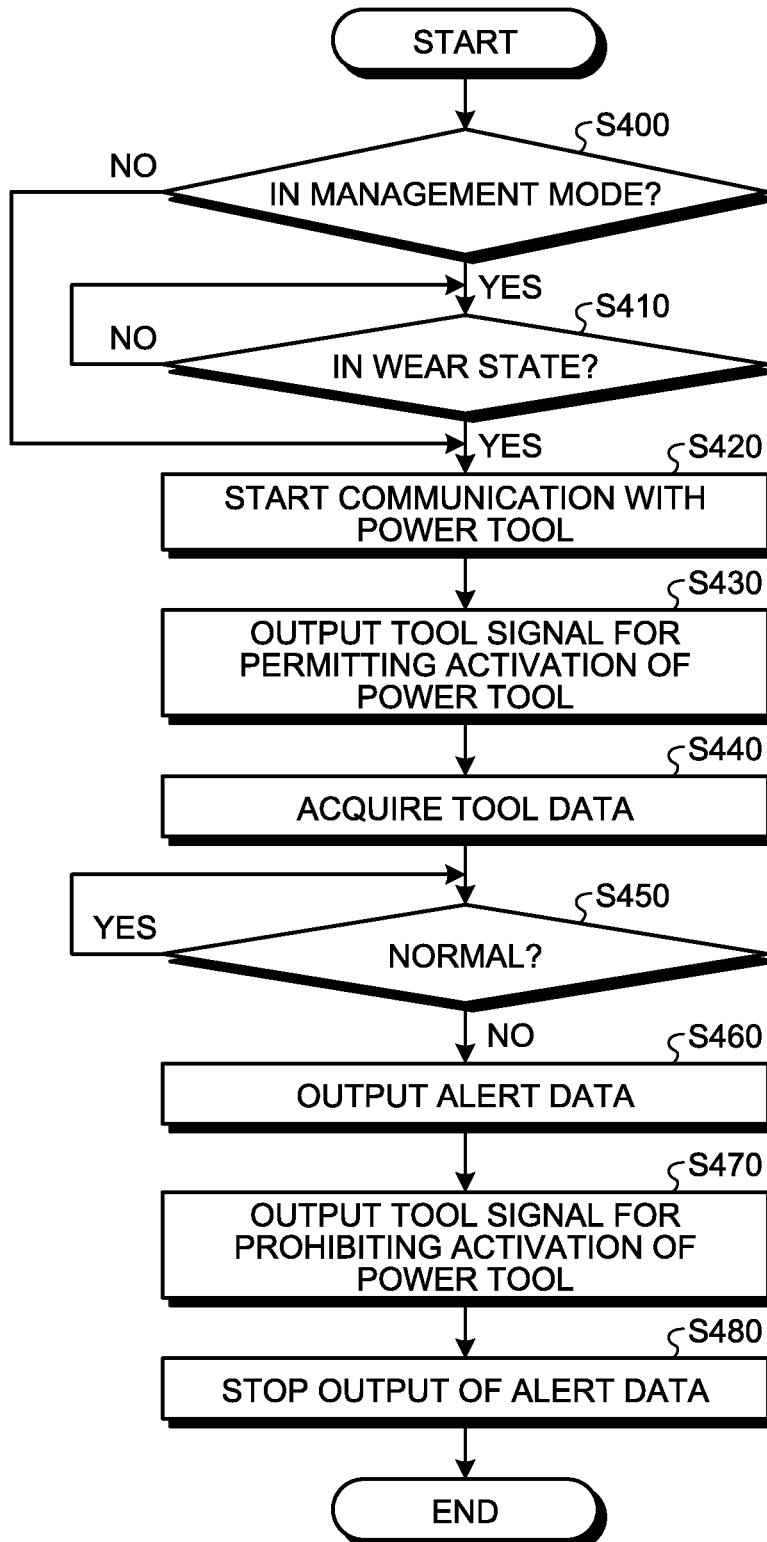 START
S400
NO
IN MANAGEMENT MODE?
YES
S410
NO
IN WEAR STATE?
YES
S420
START COMMUNICATION WITH
POWER TOOL
S430
OUTPUT TOOL SIGNAL FOR
PERMITTING ACTIVATION OF
POWER TOOL
S440
ACQUIRE TOOL DATA
S450
YES
NORMAL?
NO
S460
OUTPUT ALERT DATA
S470
OUTPUT TOOL SIGNAL FOR
PROHIBITING ACTIVATION OF
POWER TOOL
S480
STOP OUTPUT OF ALERT DATA
END